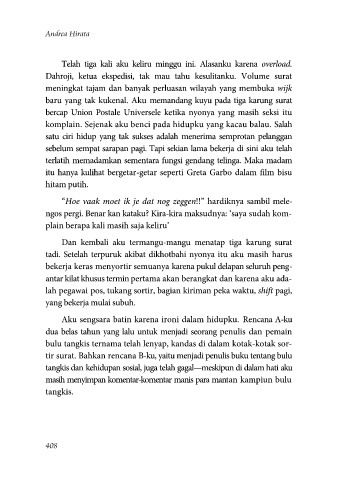 Andrea Hirata
Telah tiga kali aku keliru minggu ini. Alasanku karena overload.
Dahroji, ketua ekspedisi, tak mau tahu kesulitanku. Volume surat
meningkat tajam dan banyak perluasan wilayah yang membuka wijk
baru yang tak kukenal. Aku memandang kuyu pada tiga karung surat
bercap Union Postale Universele ketika nyonya yang masih seksi itu
komplain. Sejenak aku benci pada hidupku yang kacau balau. Salah
satu ciri hidup yang tak sukses adalah menerima semprotan pelanggan
sebelum sempat sarapan pagi. Tapi sekian lama bekerja di sini aku telah
terlatih memadamkan sementara fungsi gendang telinga. Maka madam
itu hanya kulihat bergetar-getar seperti Greta Garbo dalam film bisu
hitam putih.
“Hoe vaak moet ik je dat nog zeggen!!” hardiknya sambil mele-
ngos pergi. Benar kan kataku? Kira-kira maksudnya: ‘saya sudah kom-
plain berapa kali masih saja keliru’
Dan kembali aku termangu-mangu menatap tiga karung surat
tadi. Setelah terpuruk akibat dikhotbahi nyonya itu aku masih harus
bekerja keras menyortir semuanya karena pukul delapan seluruh peng-
antar kilat khusus termin pertama akan berangkat dan karena aku ada-
lah pegawai pos, tukang sortir, bagian kiriman peka waktu, shift pagi,
yang bekerja mulai subuh.
Aku sengsara batin karena ironi dalam hidupku. Rencana A-ku
dua belas tahun yang lalu untuk menjadi seorang penulis dan pemain
bulu tangkis ternama telah lenyap, kandas di dalam kotak-kotak sor-
tir surat. Bahkan rencana B-ku, yaitu menjadi penulis buku tentang bulu
tangkis dan kehidupan sosial, juga telah gagal—meskipun di dalam hati aku
masih menyimpan komentar-komentar manis para mantan kampiun bulu
tangkis.
408